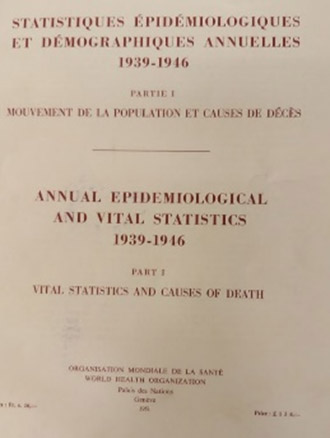 STATISTIQUES ÉPIDÉMIOLOGIQUES
ET DÉMOGRAPHIQUES ANNUELLES
1939-1946
PARTIE I
MOUVEMENT DE LA POPULATION ET CAUSES DE DÉCÈS
ANNUAL EPIDEMIOLOGICAL
AND VITAL STATISTICS
1939-1946
PART I
VITAL STATISTICS AND CAUSES OF DEATH
ORGANISATION MONDIALE DE LA SANTÉ
WORLD HEALTH ORGANIZATION
Palais des Nations
Genève
Price :